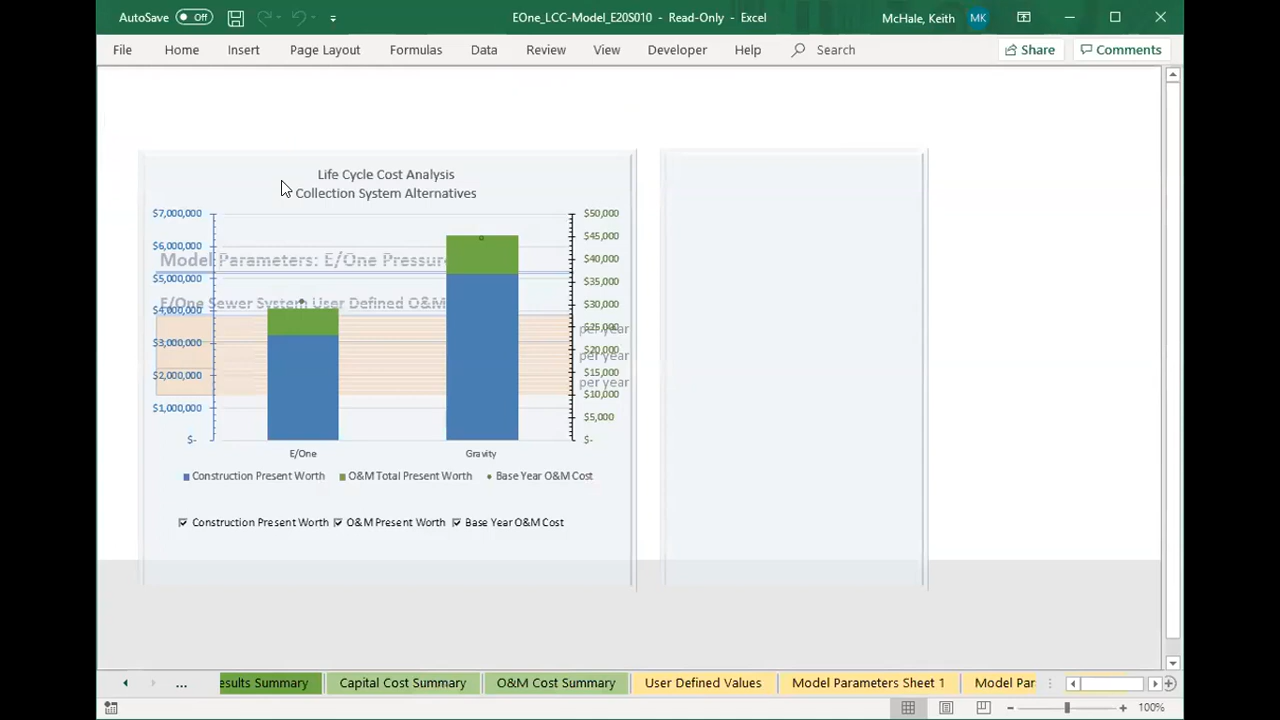 AutoSave Off EOne_LCC-Model_E20S010 - Read-Only - Excel McHale, Keith MK
File Home Insert Page Layout Formulas Data Review View Developer Help Search Share Comments
Life Cycle Cost Analysis
Collection System Alternatives
$7,000,000 $50,000
$6,000,000 $45,000
Model Parameters: E/One Pressure $40,000
$5,000,000 $35,000
E/One Sewer System User Defined O&M $30,000
$4,000,000 $25,000
per year
$3,000,000 $20,000
per year
$2,000,000 $15,000
per year
$10,000
$1,000,000 $5,000
$- $-
E/One Gravity
Construction Present Worth O&M Total Present Worth Base Year O&M Cost
Construction Present Worth O&M Present Worth Base Year O&M Cost
... esults Summary Capital Cost Summary O&M Cost Summary User Defined Values Model Parameters Sheet 1 Model Par
100%